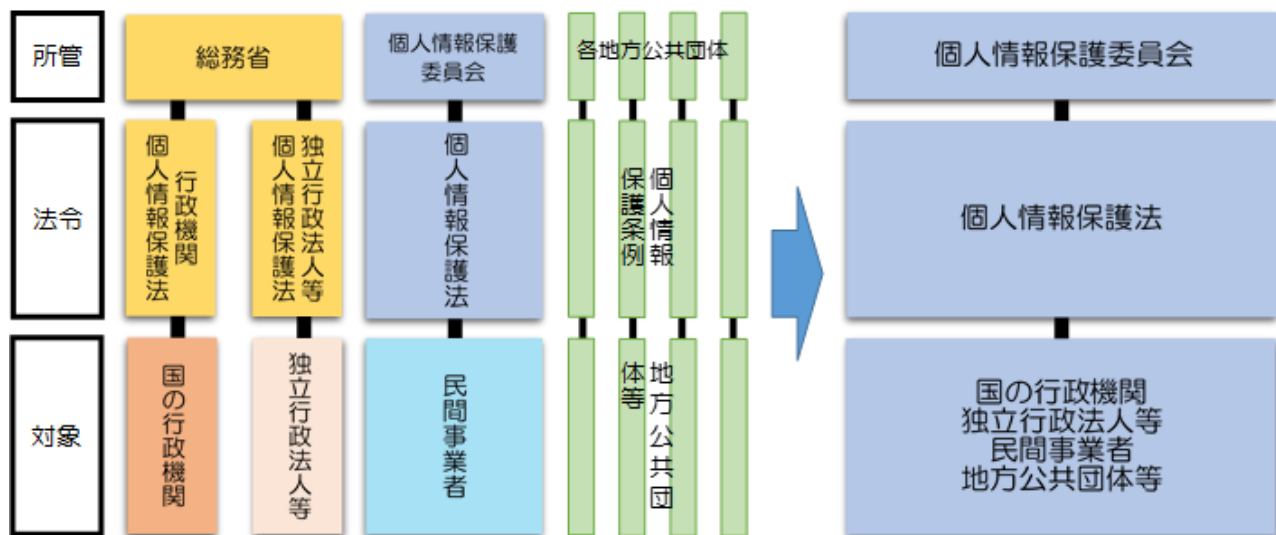 所管
総務省
個人情報保護
委員会
各地方公共団体
個人情報保護委員会
法令
行政機関
個人情報保護法
独立行政法人等
個人情報保護法
個人情報保護法
個人情報
保護条例
個人情報保護法
対象
国の行政機関
独立行政法人等
民間事業者
地方公共団
体等
国の行政機関
独立行政法人等
民間事業者
地方公共団体等